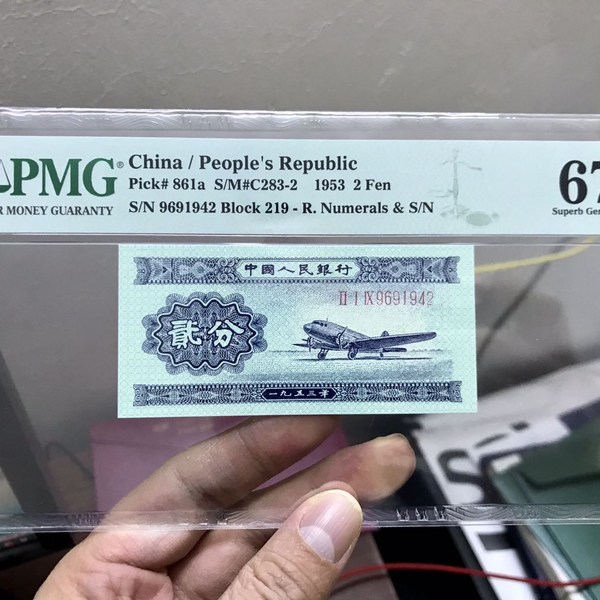 PMG®
R MONEY GUARANTY
China / People's Republic
Pick# 861a S/M#C283-2 1953 2 Fen
S/N 9691942 Block 219 - R. Numerals & S/N
67
Superb Gem
中國人民銀行
II I IX 9691942
貳分
一九五三年